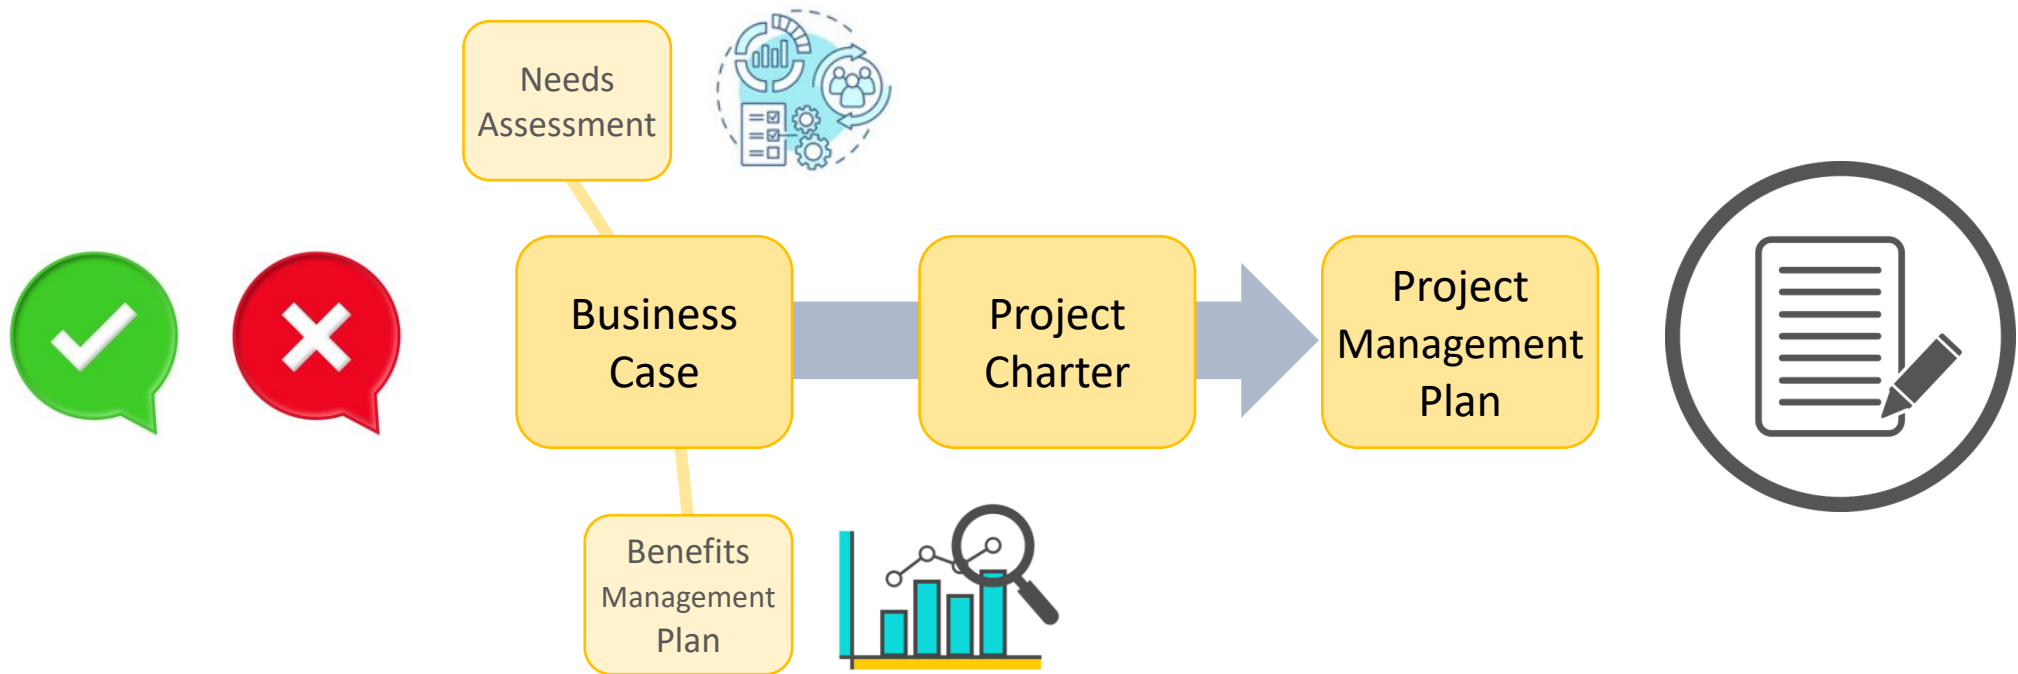 Needs
Assessment
Business
Case
Project
Charter
Project
Management
Plan
Benefits
Management
Plan